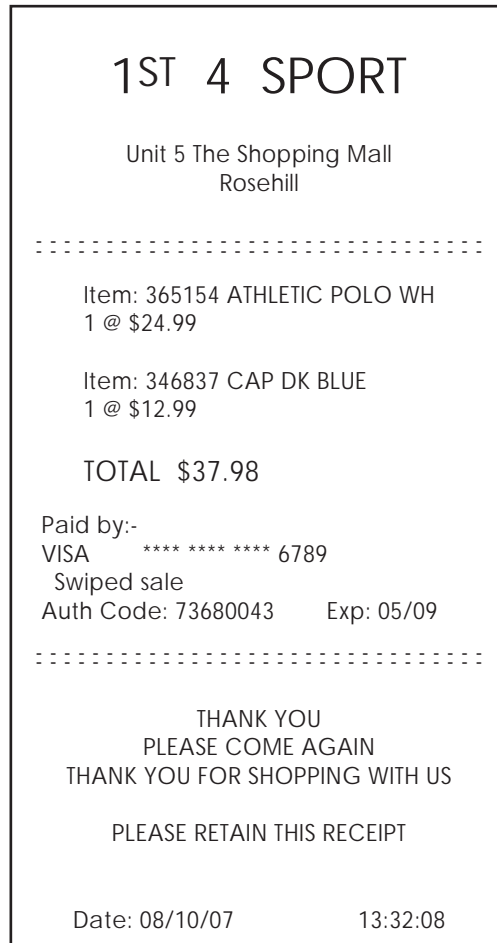 1ST 4 SPORT
Unit 5 The Shopping Mall
Rosehill
Item: 365154 ATHLETIC POLO WH
1 @ $24.99
Item: 346837 CAP DK BLUE
1 @ $12.99
TOTAL $37.98
Paid by:-
VISA **** **** **** 6789
Swiped sale
Auth Code: 73680043 Exp: 05/09
THANK YOU
PLEASE COME AGAIN
THANK YOU FOR SHOPPING WITH US
PLEASE RETAIN THIS RECEIPT
Date: 08/10/07 13:32:08